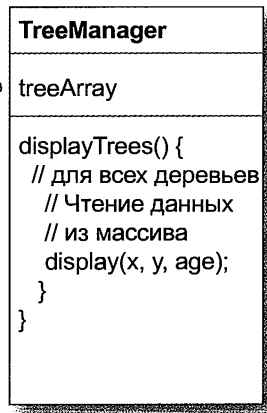 TreeManager
treeArray
displayTrees() {
// для всех деревьев
// Чтение данных
// из массива
display(x, y, age);
}
}